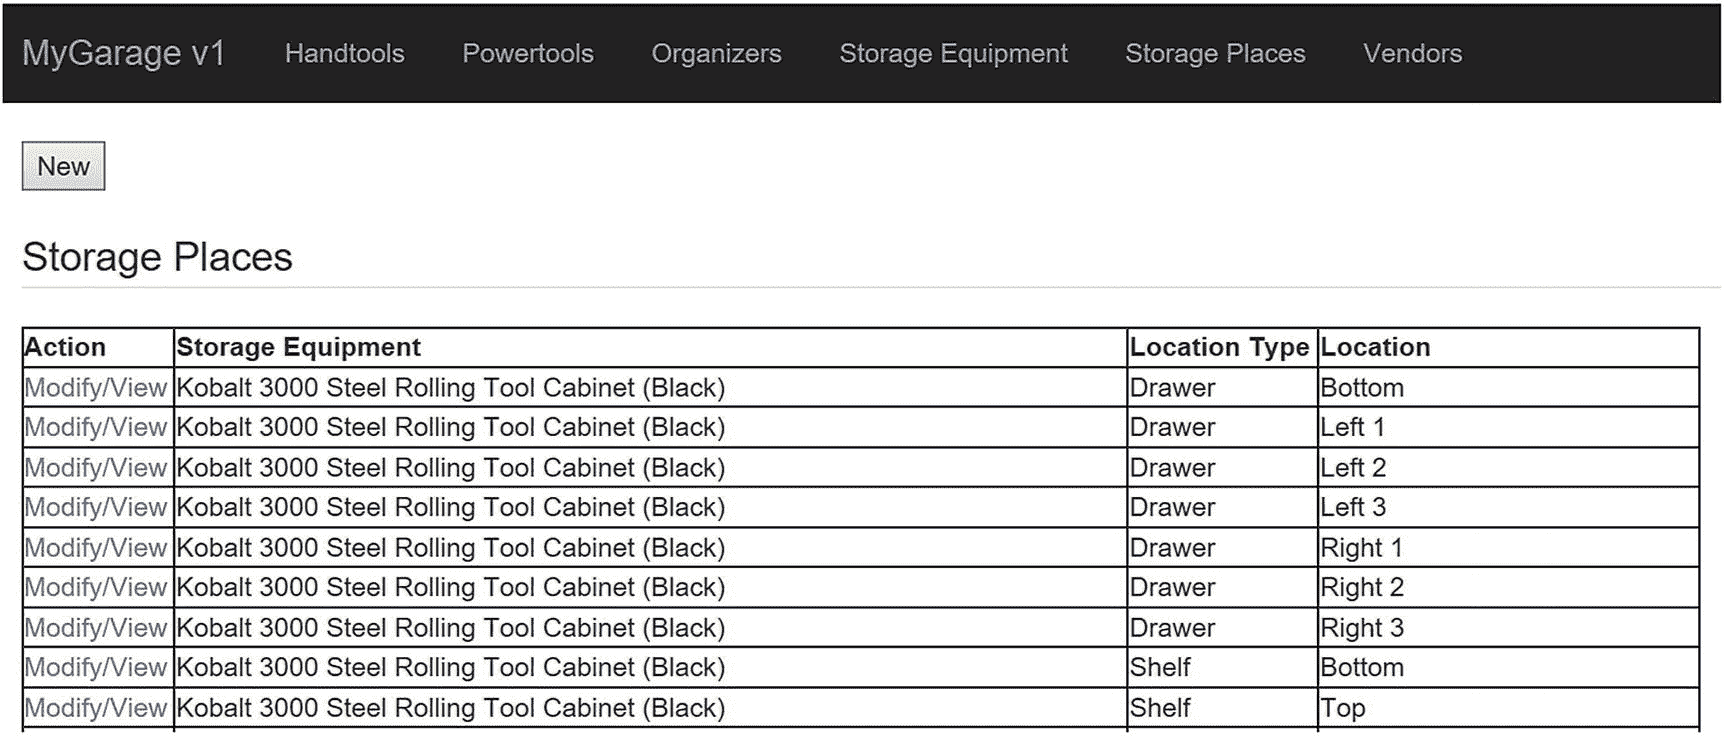 MyGarage v1 Handtools Powertools Organizers Storage Equipment Storage Places Vendors
New
Storage Places
Action Storage Equipment Location Type Location
Modify/View Kobalt 3000 Steel Rolling Tool Cabinet (Black) Drawer Bottom
Modify/View Kobalt 3000 Steel Rolling Tool Cabinet (Black) Drawer Left 1
Modify/View Kobalt 3000 Steel Rolling Tool Cabinet (Black) Drawer Left 2
Modify/View Kobalt 3000 Steel Rolling Tool Cabinet (Black) Drawer Left 3
Modify/View Kobalt 3000 Steel Rolling Tool Cabinet (Black) Drawer Right 1
Modify/View Kobalt 3000 Steel Rolling Tool Cabinet (Black) Drawer Right 2
Modify/View Kobalt 3000 Steel Rolling Tool Cabinet (Black) Drawer Right 3
Modify/View Kobalt 3000 Steel Rolling Tool Cabinet (Black) Shelf Bottom
Modify/View Kobalt 3000 Steel Rolling Tool Cabinet (Black) Shelf Top